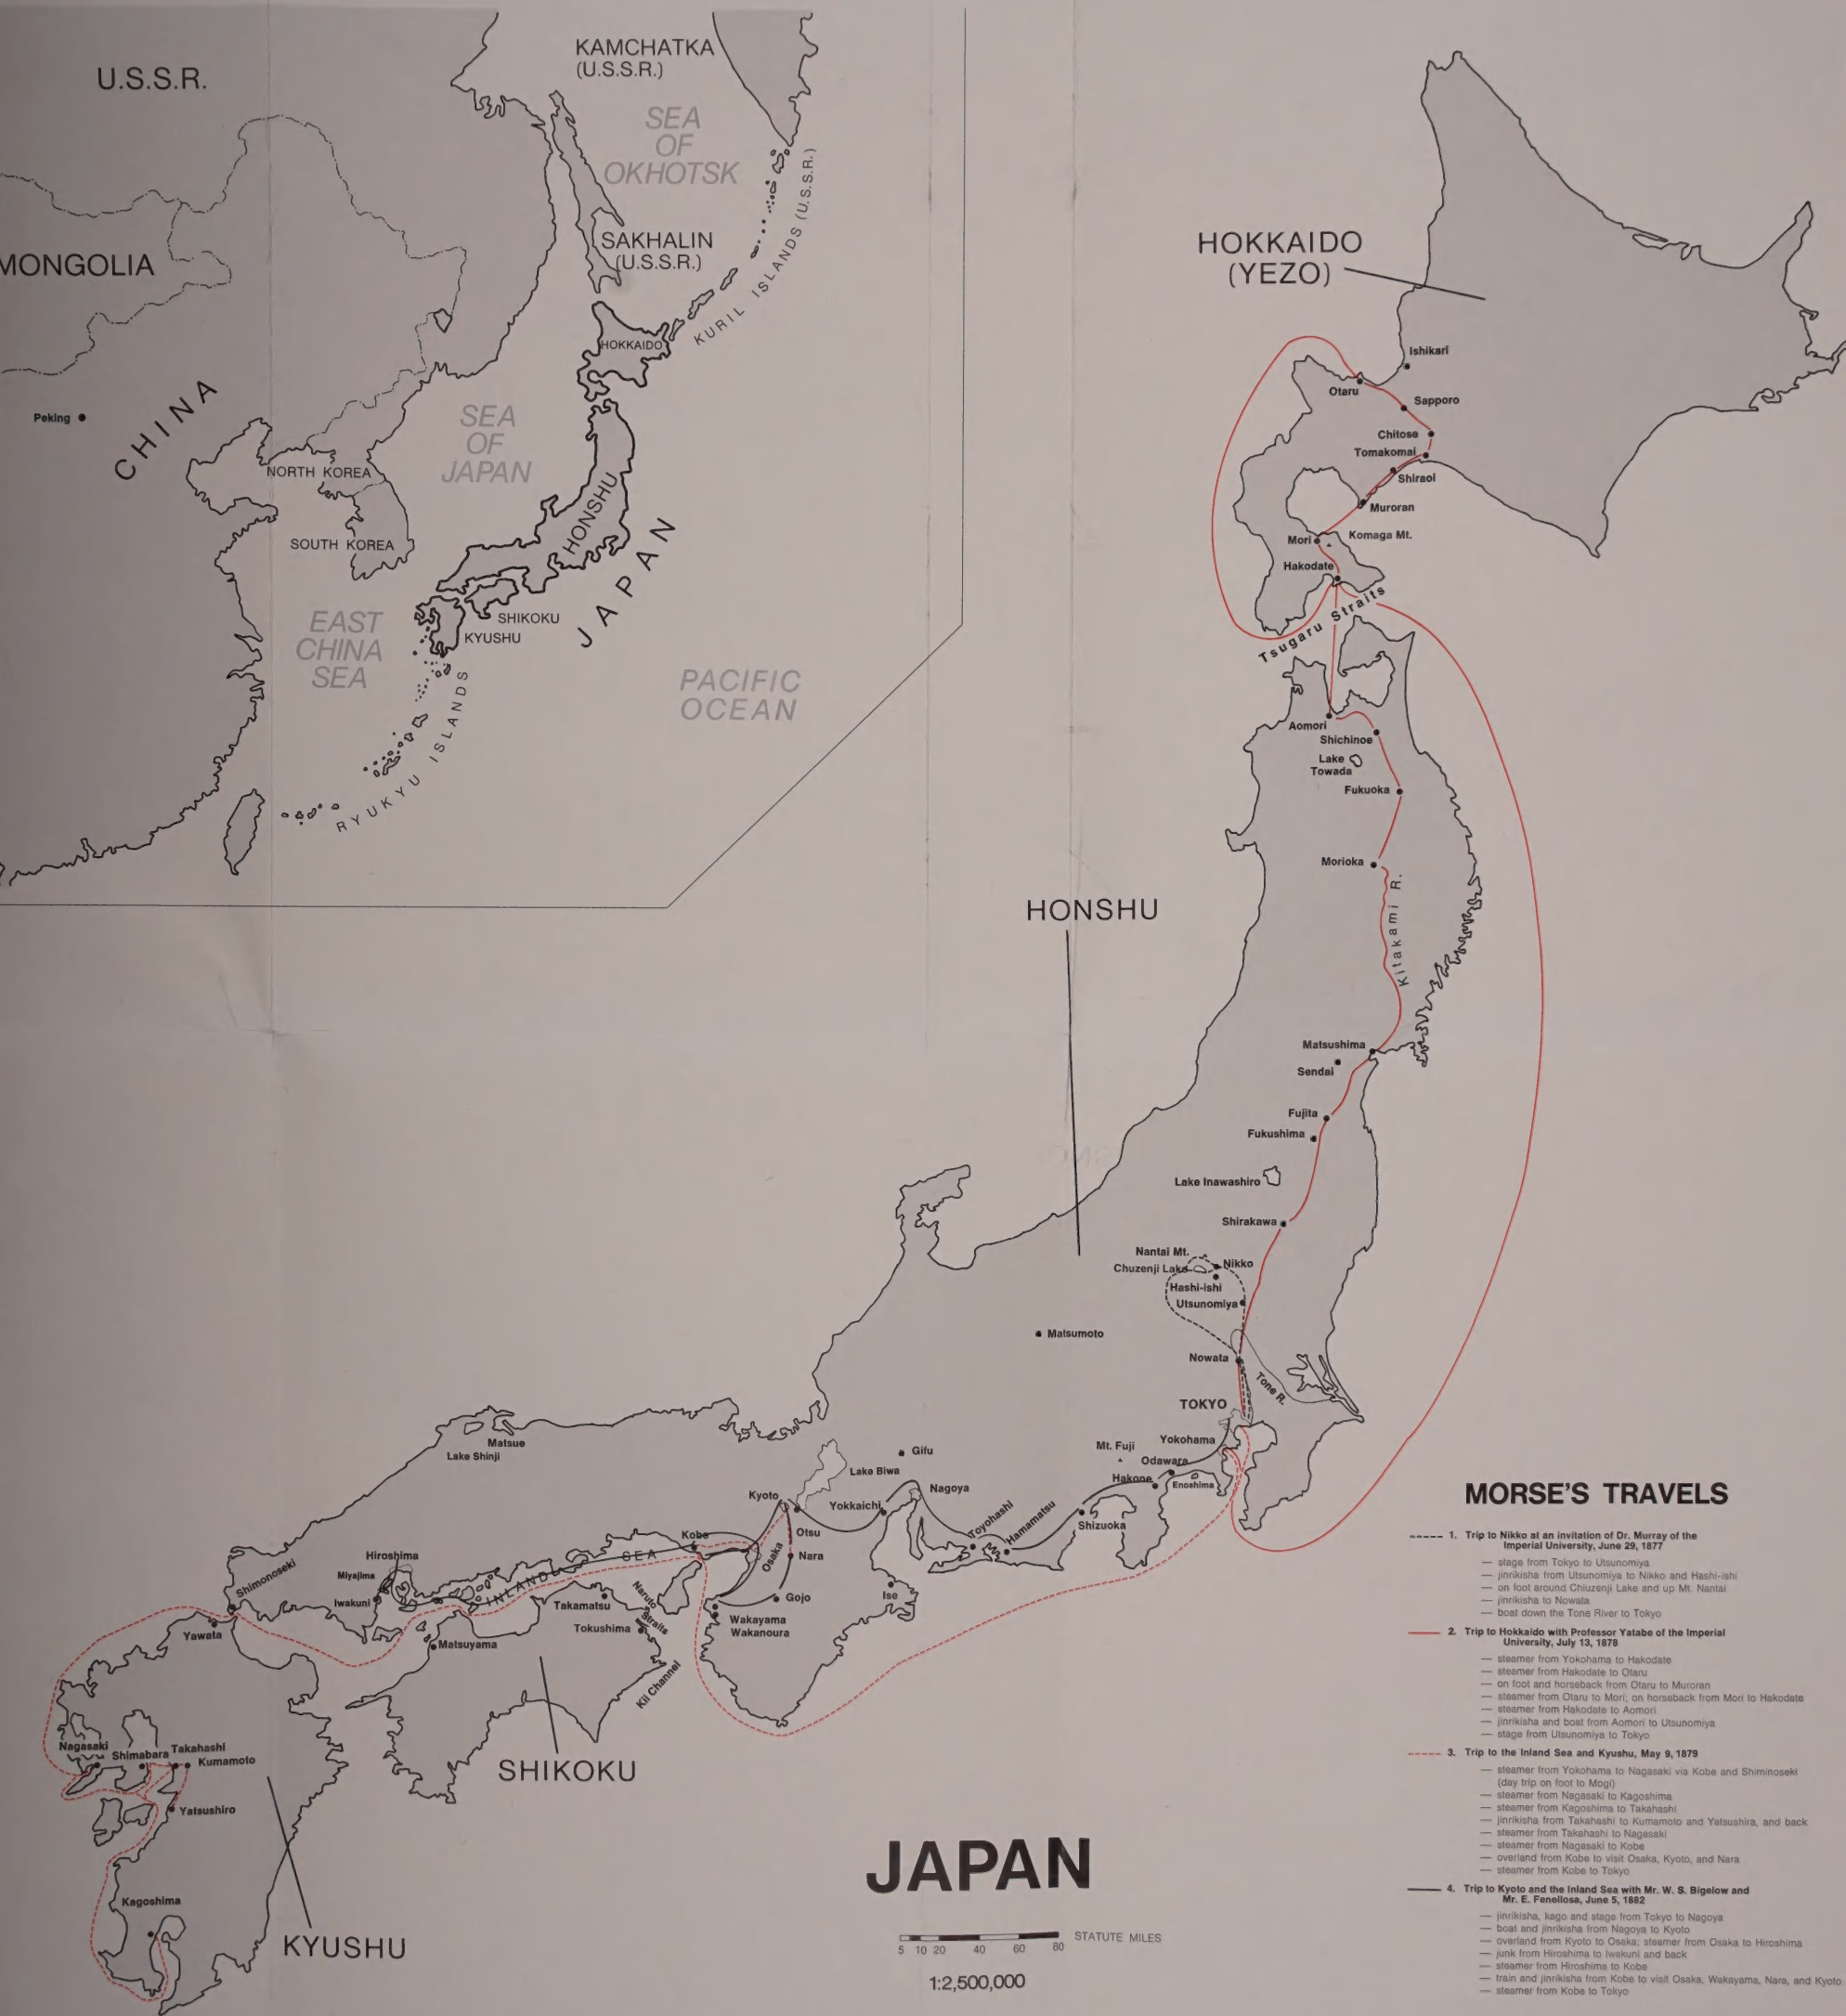 U.S.S.R.
KAMCHATKA
(U.S.S.R.)
SEA
OF
OKHOTSK
SAKHALIN
(U.S.S.R.)
MONGOLIA
KURIL ISLANDS (U.S.S.R.)
HOKKAIDO
Peking
CHINA
SEA
OF
JAPAN
NORTH KOREA
SOUTH KOREA
HONSHU
JAPAN
SHIKOKU
KYUSHU
EAST
CHINA
SEA
PACIFIC
OCEAN
RYUKYU ISLANDS
HOKKAIDO
(YEZO)
Ishikari
Otaru
Sapporo
Chitose
Tomakomai
Shiraoi
Muroran
Mori
Komaga Mt.
Hakodate
Tsugaru Straits
Aomori
Shichinoe
Lake
Towada
Fukuoka
Morioka
Kitakami R.
HONSHU
Matsushima
Sendai
Fujita
Fukushima
Lake Inawashiro
Shirakawa
Nantai Mt.
Nikko
Chuzenji Lake
Hashi-ishi
Utsunomiya
Matsumoto
Nowata
Tone R.
TOKYO
Yokohama
Mt. Fuji
Odawara
Hakone
Enoshima
Gifu
Lake Biwa
Nagoya
Kyoto
Yokkaichi
Otsu
Toyohashi
Hamamatsu
Shizuoka
Matsue
Lake Shinji
Kobe
Osaka
Nara
Gojo
Ise
Wakayama
Wakanoura
INLAND SEA
Hiroshima
Miyajima
Iwakuni
Shimonoseki
Takamatsu
Naruto
Straits
Tokushima
Matsuyama
Kii Channel
Yawata
SHIKOKU
Nagasaki
Shimabara
Takahashi
Kumamoto
Yatsushiro
Kagoshima
KYUSHU
JAPAN
5 10 20 40 60 80 STATUTE MILES
1:2,500,000
MORSE'S TRAVELS
1. Trip to Nikko at an invitation of Dr. Murray of the
Imperial University, June 29, 1877
— stage from Tokyo to Utsunomiya
— jinrikisha from Utsunomiya to Nikko and Hashi-ishi
— on foot around Chiuzenji Lake and up Mt. Nantai
— jinrikisha to Nowata
— boat down the Tone River to Tokyo
2. Trip to Hokkaido with Professor Yatabe of the Imperial
University, July 13, 1878
— steamer from Yokohama to Hakodate
— steamer from Hakodate to Otaru
— on foot and horseback from Otaru to Muroran
— steamer from Otaru to Mori; on horseback from Mori to Hakodate
— steamer from Hakodate to Aomori
— jinrikisha and boat from Aomori to Utsunomiya
— stage from Utsunomiya to Tokyo
3. Trip to the Inland Sea and Kyushu, May 9, 1879
— steamer from Yokohama to Nagasaki via Kobe and Shiminoseki
(day trip on foot to Mogi)
— steamer from Nagasaki to Kagoshima
— steamer from Kagoshima to Takahashi
— jinrikisha from Takahashi to Kumamoto and Yatsushira, and back
— steamer from Takahashi to Nagasaki
— steamer from Nagasaki to Kobe
— overland from Kobe to visit Osaka, Kyoto, and Nara
— steamer from Kobe to Tokyo
4. Trip to Kyoto and the Inland Sea with Mr. W. S. Bigelow and
Mr. E. Fenellosa, June 5, 1882
— jinrikisha, kago and stage from Tokyo to Nagoya
— boat and jinrikisha from Nagoya to Kyoto
— overland from Kyoto to Osaka; steamer from Osaka to Hiroshima
— junk from Hiroshima to Iwakuni and back
— steamer from Hiroshima to Kobe
— train and jinrikisha from Kobe to visit Osaka, Wakayama, Nara, and Kyoto
— steamer from Kobe to Tokyo